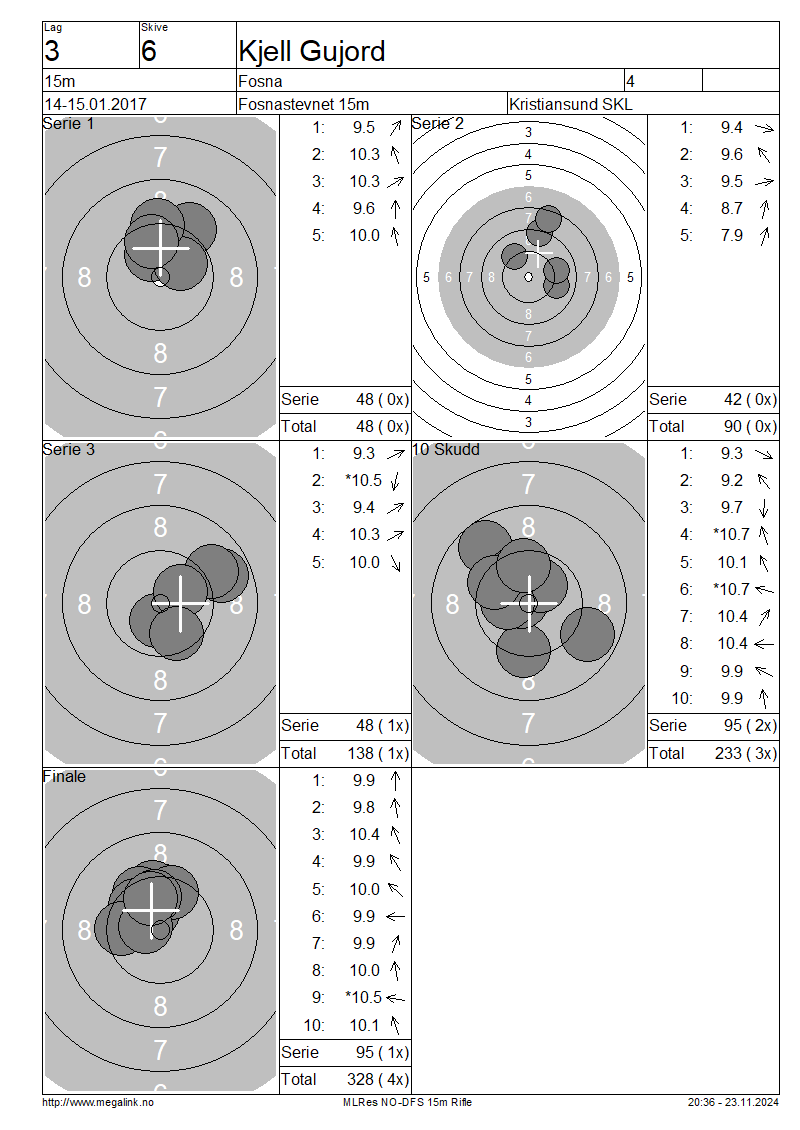 Lag
Skive
3
6
Kjell Gujord
15m
Fosna
4
14-15.01.2017
Fosnastevnet 15m
Kristiansund SKL
Serie 1
7
8
8
8
7
1: 9.5
2: 10.3
3: 10.3
4: 9.6
5: 10.0
Serie 48 ( 0x)
Total 48 ( 0x)
Serie 2
3
4
5
6
7
5 6 7 8 7 6 5
8
7
6
5
4
3
1: 9.4
2: 9.6
3: 9.5
4: 8.7
5: 7.9
Serie 42 ( 0x)
Total 90 ( 0x)
Serie 3
7
8
8 8
8
7
6
1: 9.3
2: *10.5
3: 9.4
4: 10.3
5: 10.0
Serie 48 ( 1x)
Total 138 ( 1x)
10 Skudd
7
8
8 8
8
7
6
1: 9.3
2: 9.2
3: 9.7
4: *10.7
5: 10.1
6: *10.7
7: 10.4
8: 10.4
9: 9.9
10: 9.9
Serie 95 ( 2x)
Total 233 ( 3x)
Finale
7
8
8 8
8
7
6
1: 9.9
2: 9.8
3: 10.4
4: 9.9
5: 10.0
6: 9.9
7: 9.9
8: 10.0
9: *10.5
10: 10.1
Serie 95 ( 1x)
Total 328 ( 4x)
http://www.megalink.no
MLRes NO-DFS 15m Rifle
20:36 - 23.11.2024